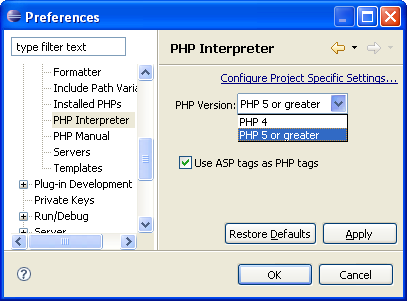 Preferences
type filter text
Formatter
Include Path Varia
Installed PHPs
PHP Interpreter
PHP Manual
Servers
Templates
Plug-in Development
Private Keys
Run/Debug
Server
PHP Interpreter
Configure Project Specific Settings...
PHP Version: PHP 5 or greater
PHP 4
PHP 5 or greater
Use ASP tags as PHP tags
Restore Defaults Apply
OK Cancel